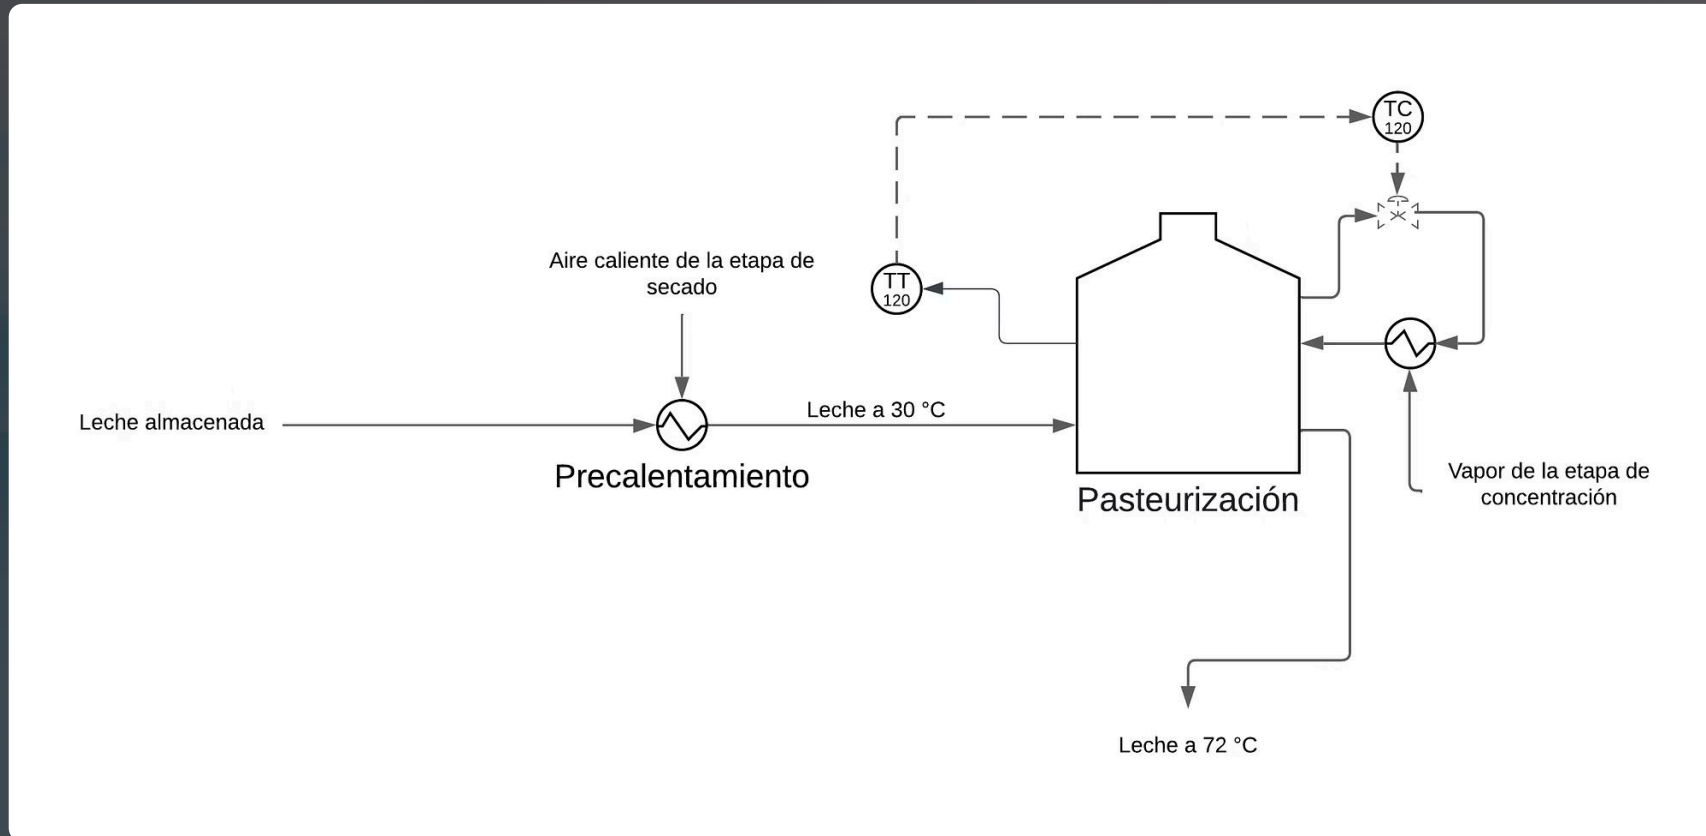 TC
120
Aire caliente de la etapa de
secado
TT
120
Leche almacenada
Leche a 30 °C
Precalentamiento
Pasteurización
Vapor de la etapa de
concentración
Leche a 72 °C